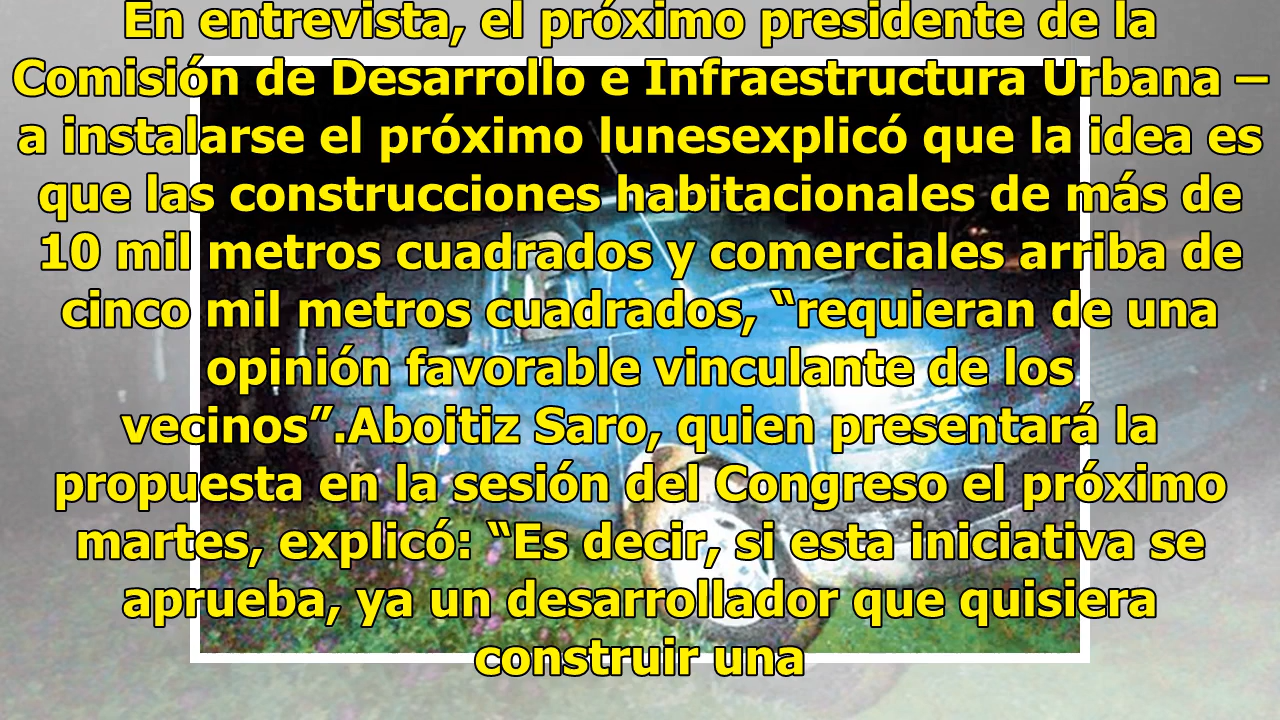 En entrevista, el próximo presidente de la
Comisión de Desarrollo e Infraestructura Urbana –
a instalarse el próximo lunesexplicó que la idea es
que las construcciones habitacionales de más de
10 mil metros cuadrados y comerciales arriba de
cinco mil metros cuadrados, “requieran de una
opinión favorable vinculante de los
vecinos”.Aboitiz Saro, quien presentará la
propuesta en la sesión del Congreso el próximo
martes, explicó: “Es decir, si esta iniciativa se
aprueba, ya un desarrollador que quisiera
construir una